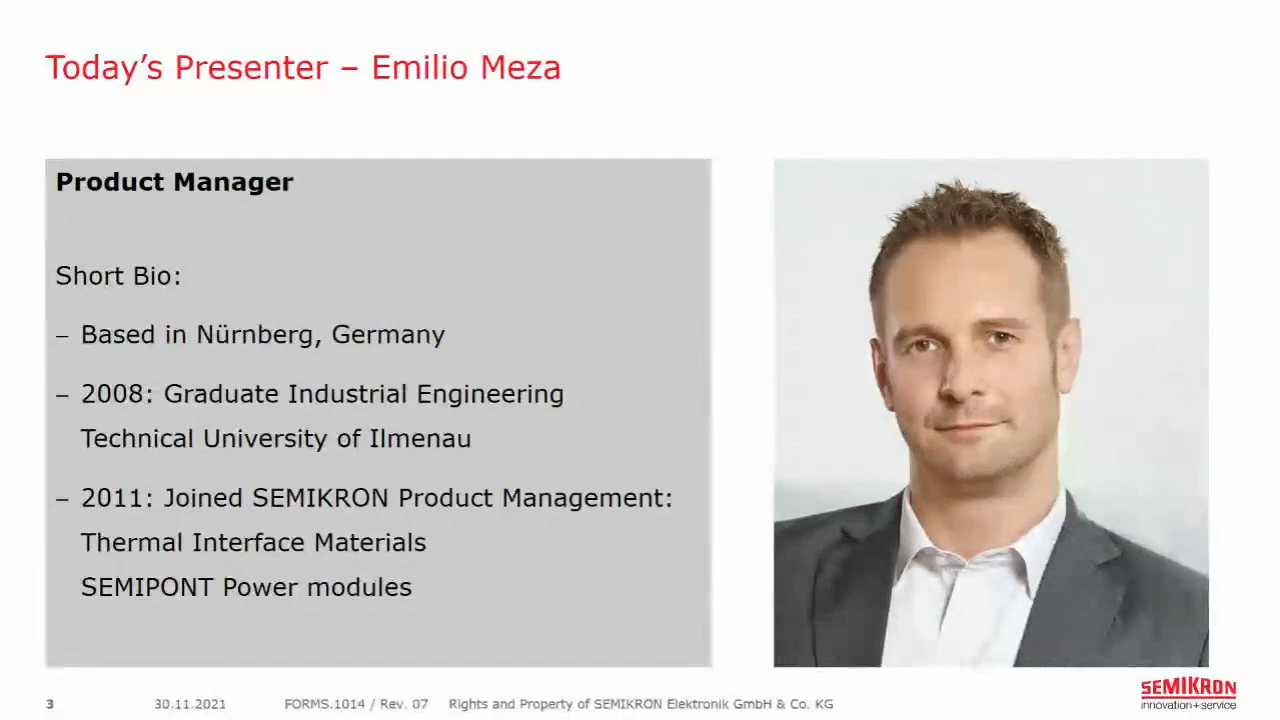 Today’s Presenter – Emilio Meza
Product Manager
Short Bio:
– Based in Nürnberg, Germany
– 2008: Graduate Industrial Engineering
Technical University of Ilmenau
– 2011: Joined SEMIKRON Product Management:
Thermal Interface Materials
SEMIPONT Power modules
3 30.11.2021 FORMS.1014 / Rev. 07 Rights and Property of SEMIKRON Elektronik GmbH & Co. KG
SEMIKRON
innovation+service